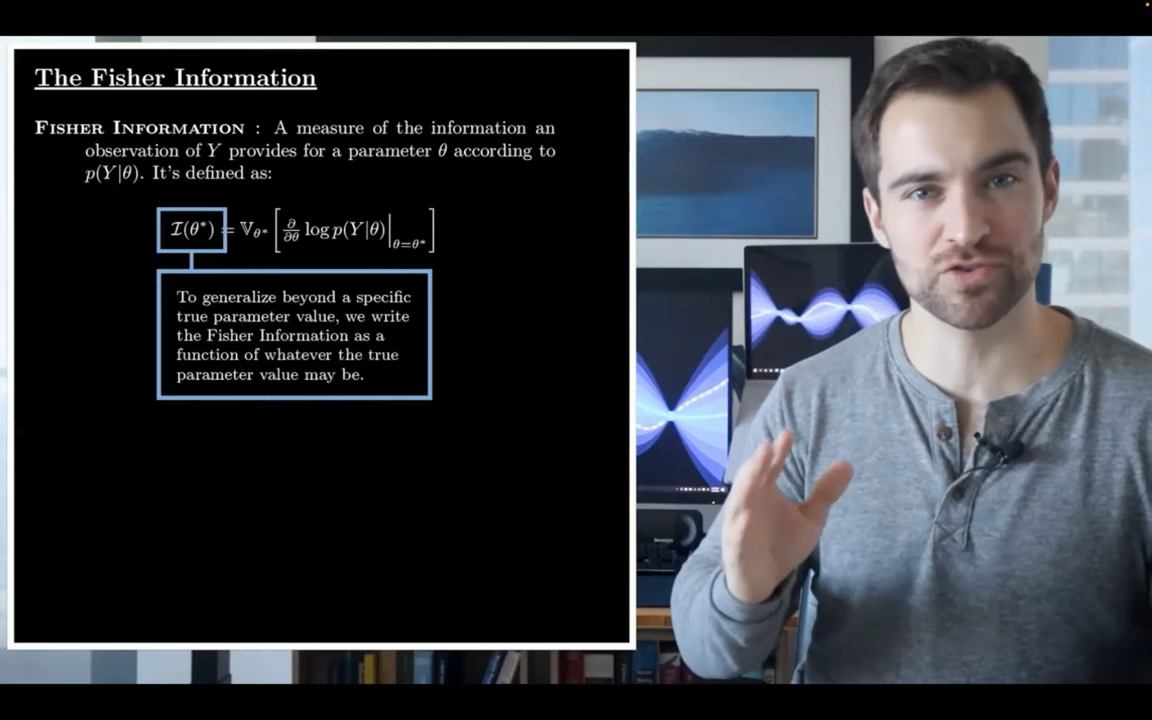 The Fisher Information
FISHER INFORMATION : A measure of the information an
observation of Y provides for a parameter θ according to
p(Y|θ). It's defined as:
𝓘(θ*) = 𝕍_θ* [ ∂/∂θ log p(Y|θ)|_θ=θ* ]
To generalize beyond a specific
true parameter value, we write
the Fisher Information as a
function of whatever the true
parameter value may be.